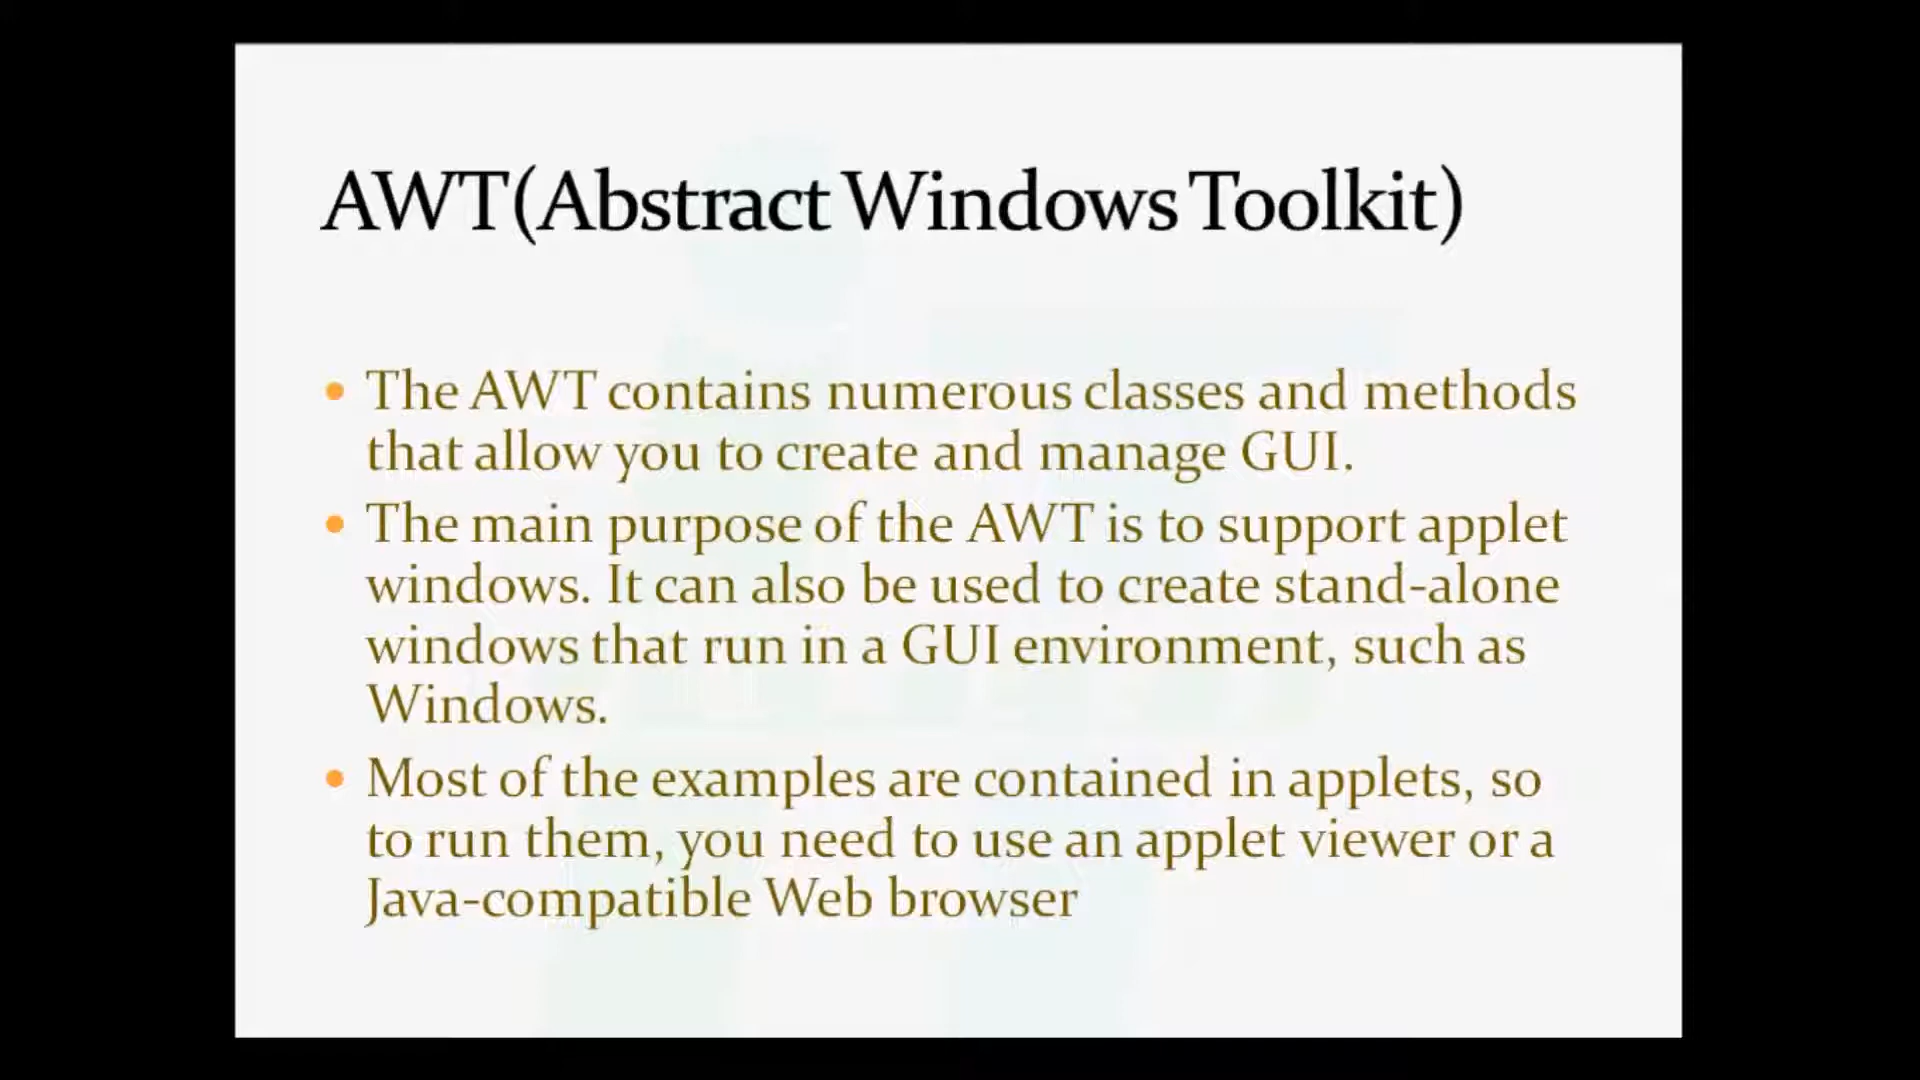 AWT(Abstract Windows Toolkit)
• The AWT contains numerous classes and methods
that allow you to create and manage GUI.
• The main purpose of the AWT is to support applet
windows. It can also be used to create stand-alone
windows that run in a GUI environment, such as
Windows.
• Most of the examples are contained in applets, so
to run them, you need to use an applet viewer or a
Java-compatible Web browser